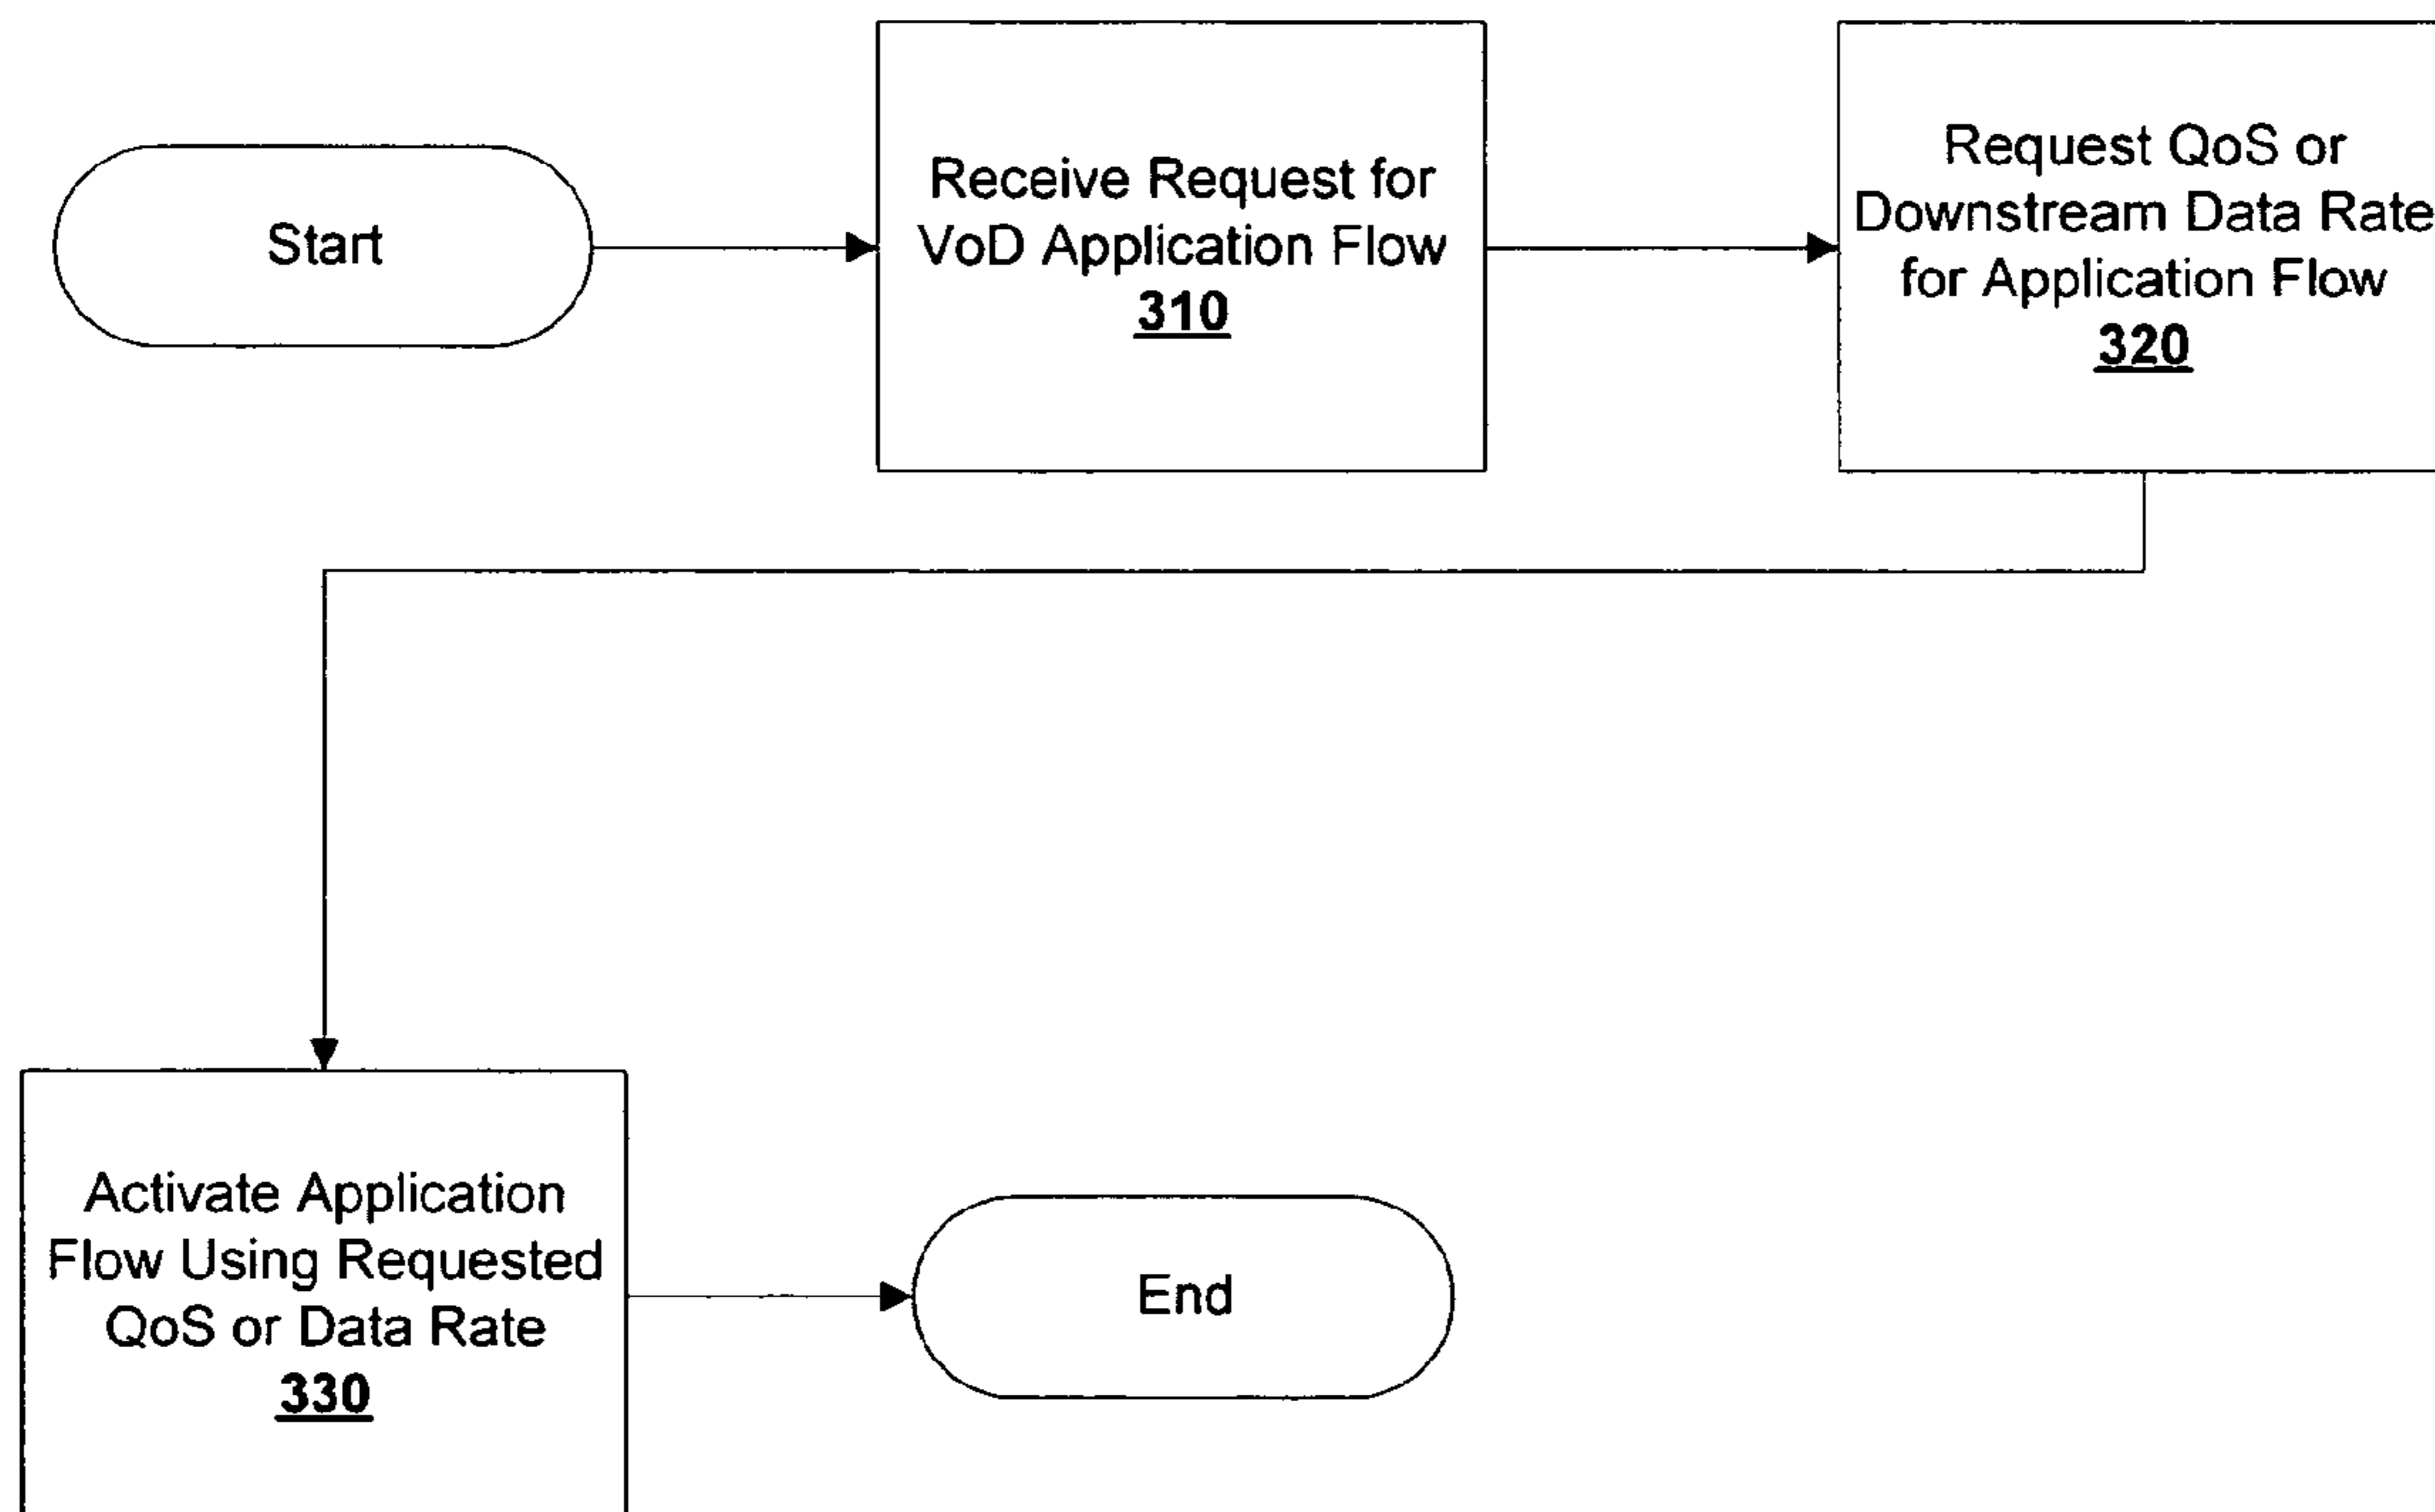 Start
Receive Request for
VoD Application Flow
310
Request QoS or
Downstream Data Rate
for Application Flow
320
Activate Application
Flow Using Requested
QoS or Data Rate
330
End